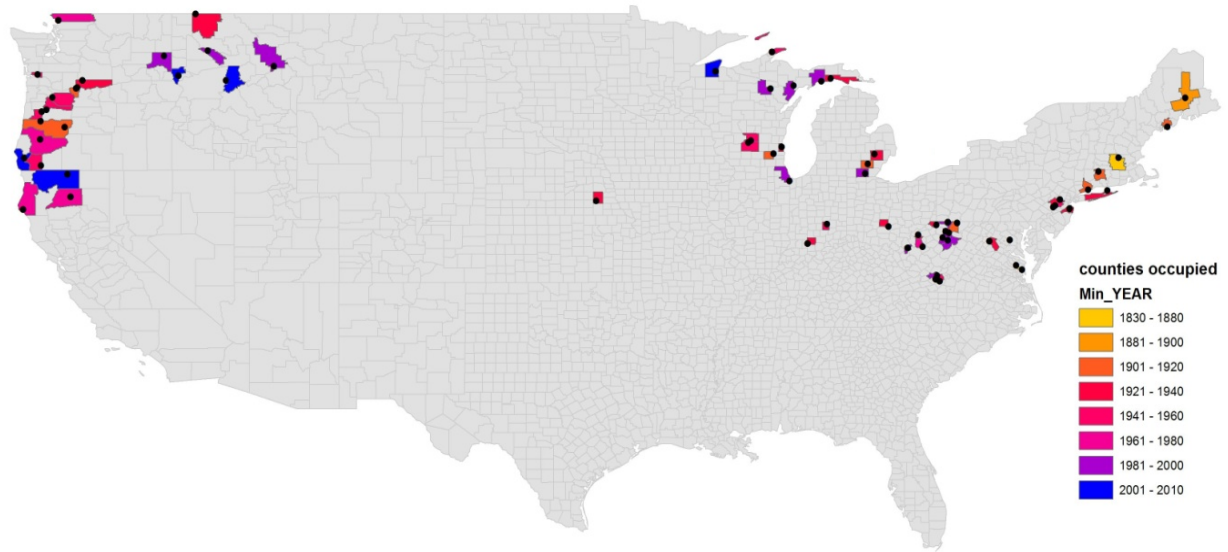 counties occupied
Min_YEAR
1830 - 1880
1881 - 1900
1901 - 1920
1921 - 1940
1941 - 1960
1961 - 1980
1981 - 2000
2001 - 2010